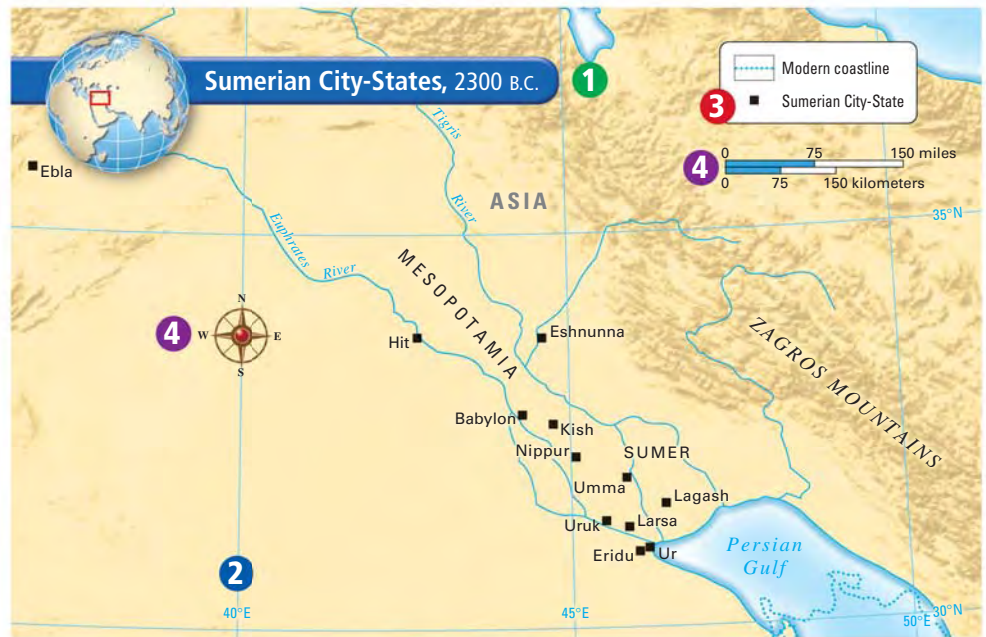 Sumerian City-States, 2300 B.C.
1
Modern coastline
3
Sumerian City-State
4
0 75 150 miles
0 75 150 kilometers
Ebla
Tigris
River
ASIA
35°N
Euphrates
River
MESOPOTAMIA
N
4
W E
S
Hit
Eshnunna
ZAGROS MOUNTAINS
Babylon
Kish
Nippur
SUMER
Umma
Lagash
Uruk
Larsa
Eridu
Ur
Persian
Gulf
2
40°E
45°E
50°E
30°N